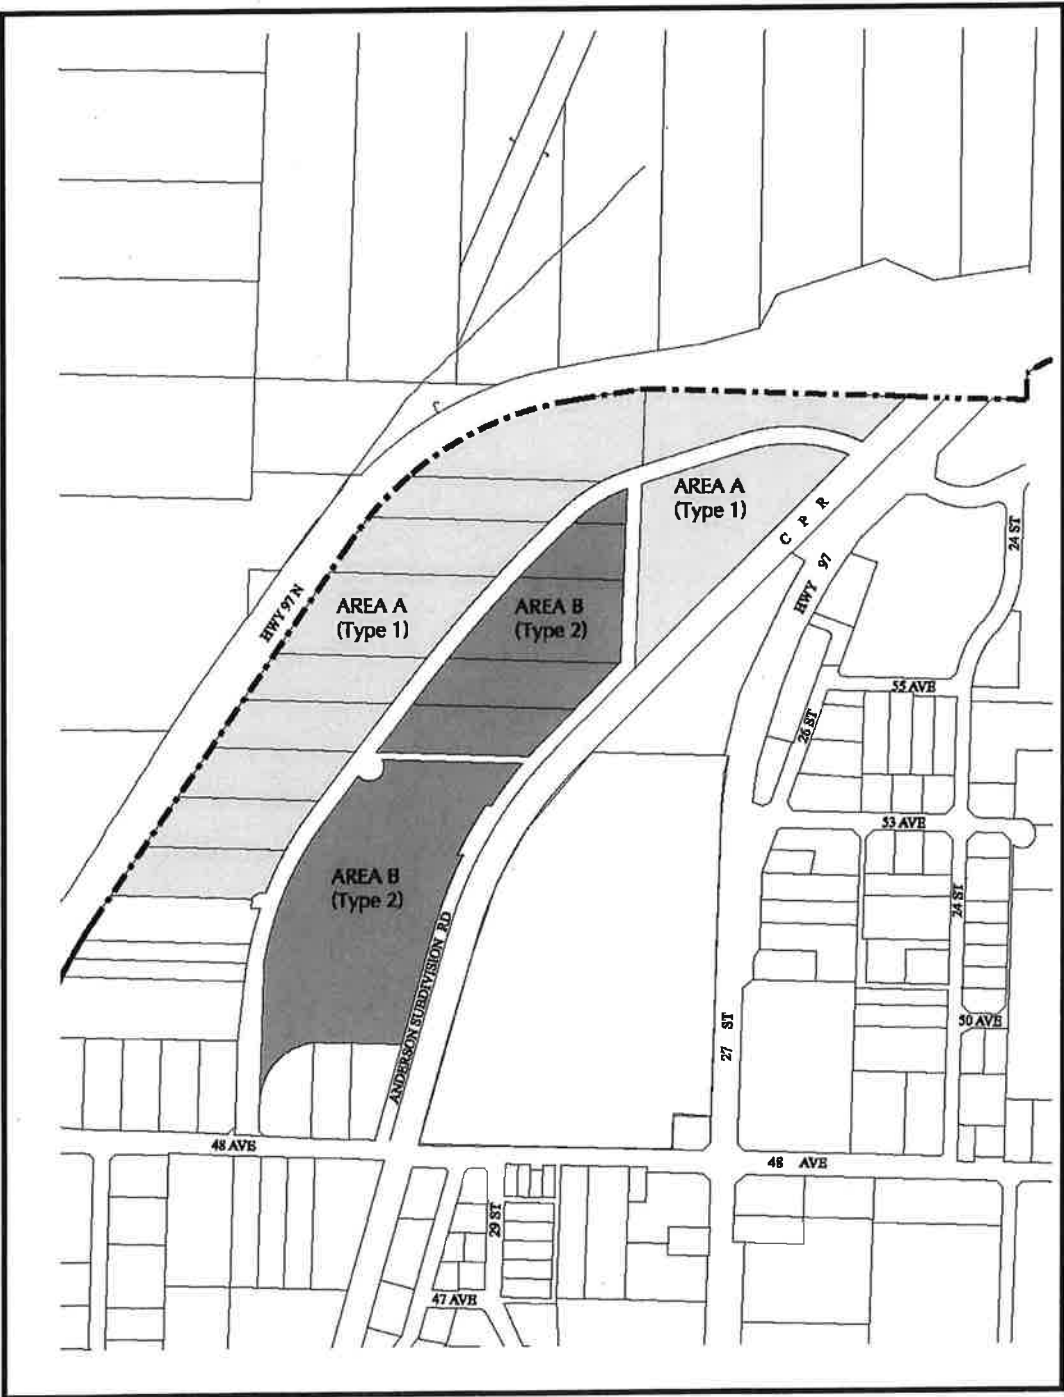 AREA A
(Type 1)
C P R
24 ST
HWY 97
HWY 97 N
AREA A
(Type 1)
AREA B
(Type 2)
55 AVE
26 ST
53 AVE
AREA B
(Type 2)
24 ST
ANDERSON SUBDIVISION RD
50 AVE
27 ST
48 AVE
48 AVE
29 ST
47 AVE